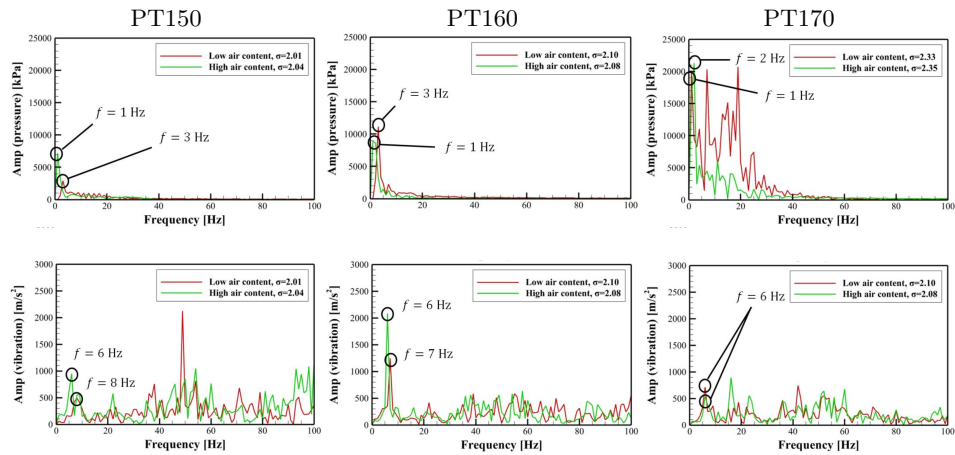 PT150
PT160
PT170
Low air content, σ=2.01
High air content, σ=2.04
f = 1 Hz
f = 3 Hz
Amp (pressure) [kPa]
25000
20000
15000
10000
5000
0
0
20
40
60
80
100
Frequency [Hz]
Low air content, σ=2.10
High air content, σ=2.08
f = 3 Hz
f = 1 Hz
Amp (pressure) [kPa]
25000
20000
15000
10000
5000
0
0
20
40
60
80
100
Frequency [Hz]
Low air content, σ=2.33
High air content, σ=2.35
f = 2 Hz
f = 1 Hz
Amp (pressure) [kPa]
25000
20000
15000
10000
5000
0
0
20
40
60
80
100
Frequency [Hz]
Low air content, σ=2.01
High air content, σ=2.04
f = 6 Hz
f = 8 Hz
Amp (vibration) [m/s²]
3000
2500
2000
1500
1000
500
0
0
20
40
60
80
100
Frequency [Hz]
Low air content, σ=2.10
High air content, σ=2.08
f = 6 Hz
f = 7 Hz
Amp (vibration) [m/s²]
3000
2500
2000
1500
1000
500
0
0
20
40
60
80
100
Frequency [Hz]
Low air content, σ=2.10
High air content, σ=2.08
f = 6 Hz
Amp (vibration) [m/s²]
3000
2500
2000
1500
1000
500
0
0
20
40
60
80
100
Frequency [Hz]